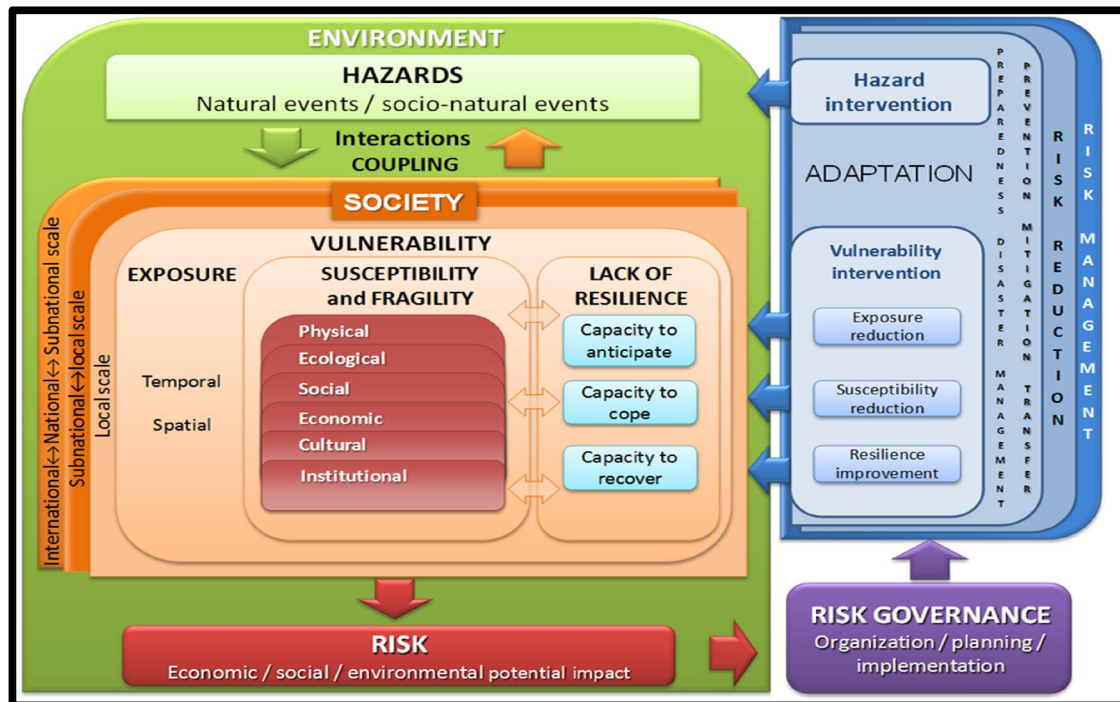 ENVIRONMENT
HAZARDS
Natural events / socio-natural events
Interactions
COUPLING
International↔National↔Subnational scale
Subnational↔local scale
Local scale
SOCIETY
VULNERABILITY
EXPOSURE
Temporal
Spatial
SUSCEPTIBILITY
and FRAGILITY
Physical
Ecological
Social
Economic
Cultural
Institutional
LACK OF
RESILIENCE
Capacity to
anticipate
Capacity to
cope
Capacity to
recover
RISK
Economic / social / environmental potential impact
Hazard
intervention
ADAPTATION
Vulnerability
intervention
Exposure
reduction
Susceptibility
reduction
Resilience
improvement
PREPAREDNESS DISASTER MANAGEMENT
PREVENTION MITIGATION TRANSFER
RISK REDUCTION
RISK MANAGEMENT
RISK GOVERNANCE
Organization / planning /
implementation